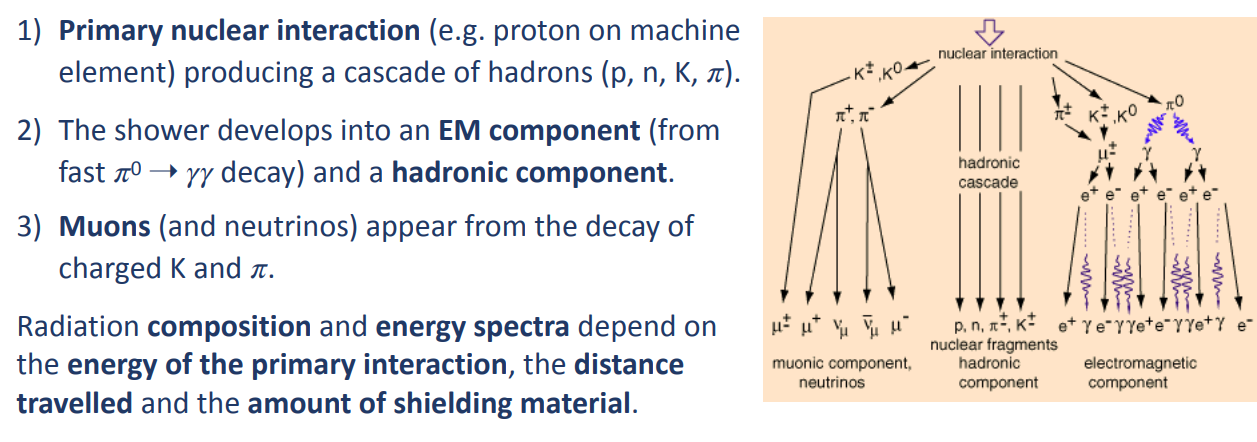 1) Primary nuclear interaction (e.g. proton on machine
element) producing a cascade of hadrons (p, n, K, π).
2) The shower develops into an EM component (from
fast π⁰ → γγ decay) and a hadronic component.
3) Muons (and neutrinos) appear from the decay of
charged K and π.
Radiation composition and energy spectra depend on
the energy of the primary interaction, the distance
travelled and the amount of shielding material.
nuclear interaction
K±,K⁰
π⁺,π⁻
π±
K±,K⁰
π⁰
hadronic
cascade
μ±
γ
γ
e⁺ e⁻ e⁺ e⁻ e⁺ e⁻
μ± μ⁺ νμ ν̄μ μ⁻
muonic component,
neutrinos
p, n, π±, K±
nuclear fragments
hadronic
component
e⁺ γ e⁻ γ γ e⁺ e⁻ γ γ e⁺ γ e⁻
electromagnetic
component